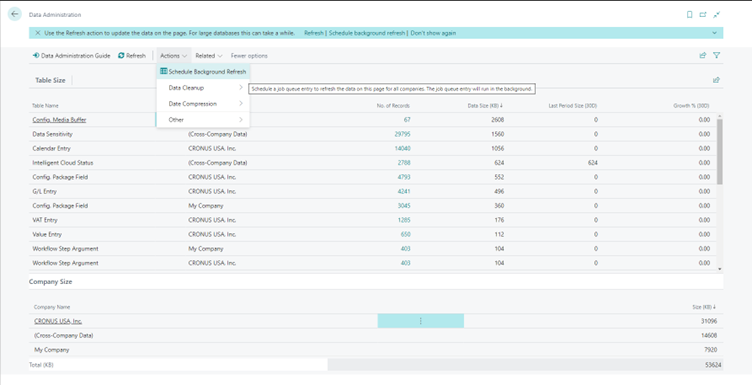 Data Administration
Use the Refresh action to update the data on the page. For large databases this can take a while. Refresh | Schedule background refresh | Don't show again
Data Administration Guide Refresh Actions Related Fewer options
Schedule Background Refresh
Table Size
Data Cleanup
Schedule a job queue entry to refresh the data on this page for all companies. The job queue entry will run in the background.
Date Compression
Table Name No. of Records Data Size (KB) ↓ Last Period Size (30D) Growth % (30D)
Other
Config. Media Buffer 67 2608 0 0.00
Data Sensitivity (Cross-Company Data) 29795 1560 0 0.00
Calendar Entry CRONUS USA, Inc. 14040 1056 0 0.00
Intelligent Cloud Status (Cross-Company Data) 2788 624 624 0.00
Config. Package Field CRONUS USA, Inc. 4793 552 0 0.00
G/L Entry CRONUS USA, Inc. 4241 496 0 0.00
Config. Package Field My Company 3045 360 0 0.00
VAT Entry CRONUS USA, Inc. 1285 176 0 0.00
Value Entry CRONUS USA, Inc. 650 112 0 0.00
Workflow Step Argument My Company 403 104 0 0.00
Workflow Step Argument CRONUS USA, Inc. 403 104 0 0.00
Company Size
Company Name Size (KB) ↓
CRONUS USA, Inc. 31096
(Cross-Company Data) 14608
My Company 7920
Total (KB) 53624